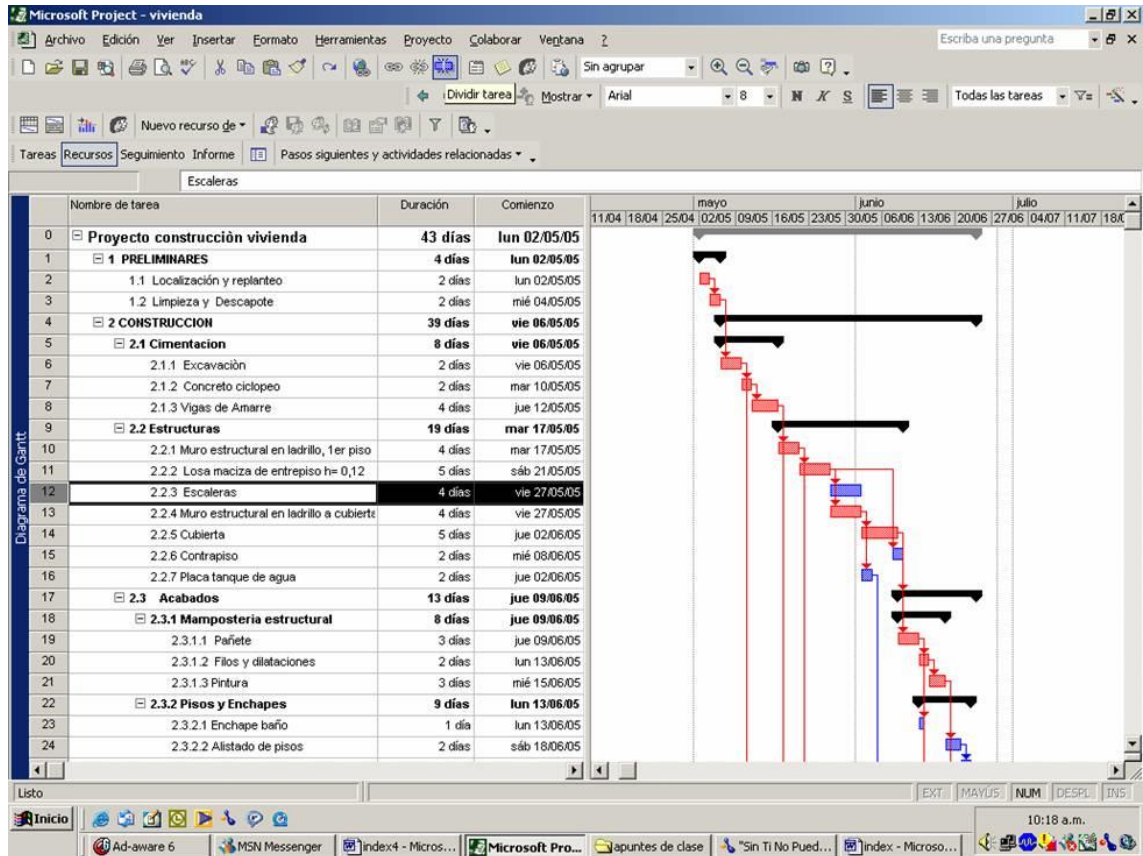 Microsoft Project - vivienda
Archivo Edición Ver Insertar Formato Herramientas Proyecto Colaborar Ventana ? Escriba una pregunta
Sin agrupar
Dividir tarea Mostrar Arial 8 N K S Todas las tareas
Nuevo recurso de
Tareas Recursos Seguimiento Informe Pasos siguientes y actividades relacionadas
Escaleras
Nombre de tarea Duración Comienzo mayo junio julio
11/04 18/04 25/04 02/05 09/05 16/05 23/05 30/05 06/06 13/06 20/06 27/06 04/07 11/07
0 Proyecto construcciòn vivienda 43 días lun 02/05/05
1 1 PRELIMINARES 4 días lun 02/05/05
2 1.1 Localización y replanteo 2 días lun 02/05/05
3 1.2 Limpieza y Descapote 2 días mié 04/05/05
4 2 CONSTRUCCION 39 días vie 06/05/05
5 2.1 Cimentacion 8 días vie 06/05/05
6 2.1.1 Excavaciòn 2 días vie 06/05/05
7 2.1.2 Concreto ciclopeo 2 días mar 10/05/05
8 2.1.3 Vigas de Amarre 4 días jue 12/05/05
9 2.2 Estructuras 19 días mar 17/05/05
10 2.2.1 Muro estructural en ladrillo, 1er piso 4 días mar 17/05/05
11 2.2.2 Losa maciza de entrepiso h= 0,12 5 días sáb 21/05/05
12 2.2.3 Escaleras 4 días vie 27/05/05
13 2.2.4 Muro estructural en ladrillo a cubierta 4 días vie 27/05/05
14 2.2.5 Cubierta 5 días jue 02/06/05
15 2.2.6 Contrapiso 2 días mié 08/06/05
16 2.2.7 Placa tanque de agua 2 días jue 02/06/05
17 2.3 Acabados 13 días jue 09/06/05
18 2.3.1 Mamposteria estructural 8 días jue 09/06/05
19 2.3.1.1 Pañete 3 días jue 09/06/05
20 2.3.1.2 Filos y dilataciones 2 días lun 13/06/05
21 2.3.1.3 Pintura 3 días mié 15/06/05
22 2.3.2 Pisos y Enchapes 9 días lun 13/06/05
23 2.3.2.1 Enchape baño 1 día lun 13/06/05
24 2.3.2.2 Alistado de pisos 2 días sáb 18/06/05
Diagrama de Gantt
Listo EXT MAYÚS NUM DESPL INS
Inicio 10:18 a.m.
Ad-aware 6 MSN Messenger index4 - Micros... Microsoft Pro... apuntes de clase "Sin Ti No Pued... index - Microso...